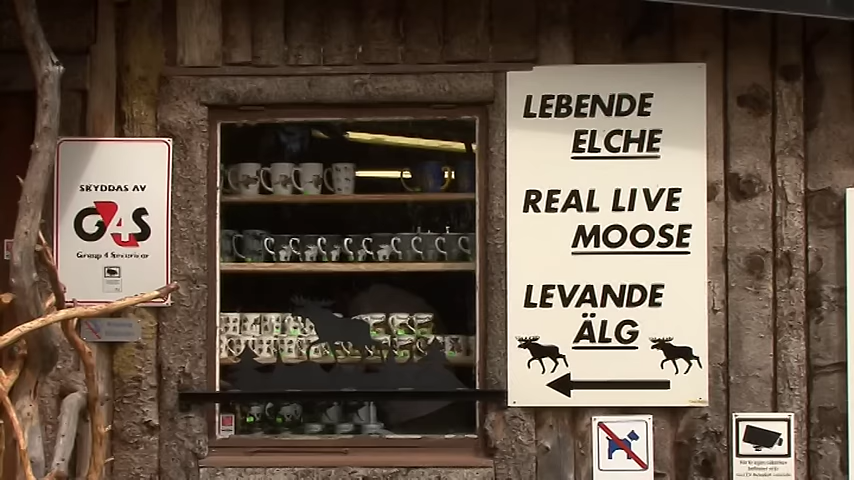 SKYDDAS AV
G4S
LEBENDE
ELCHE
REAL LIVE
MOOSE
LEVANDE
ÄLG